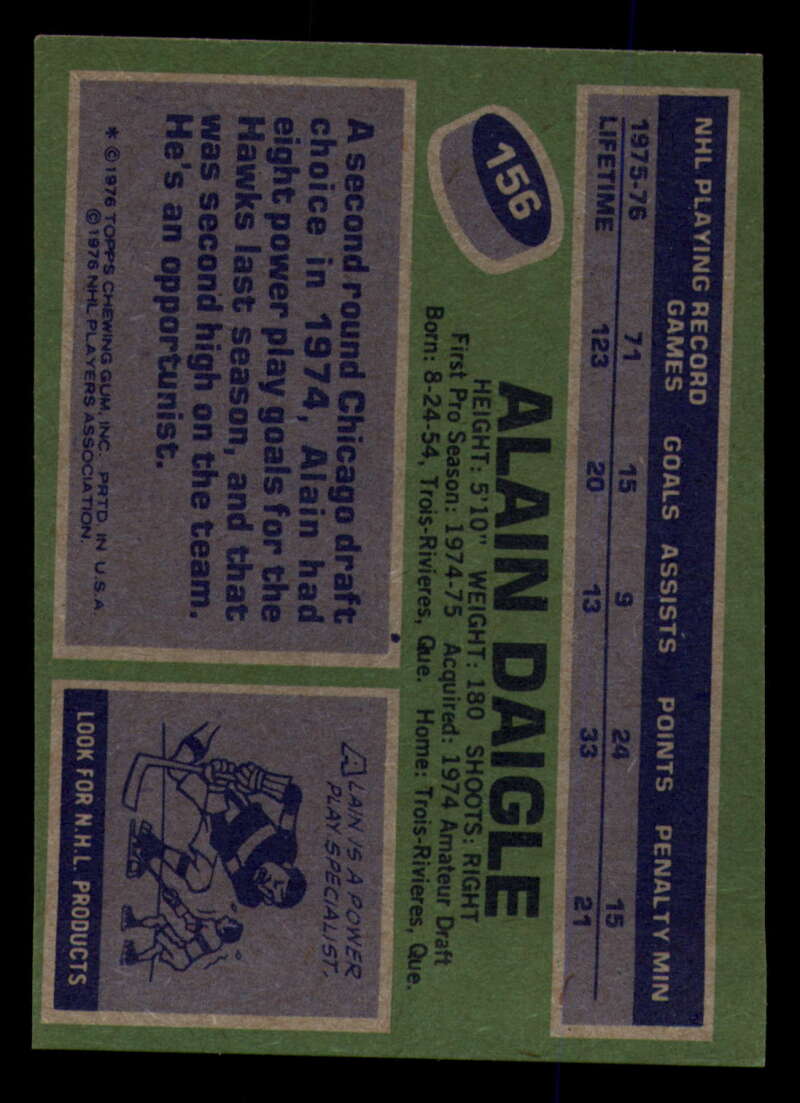 NHL PLAYING RECORD
GAMES GOALS ASSISTS POINTS PENALTY MIN
1975-76 71 15 9 24 15
LIFETIME 123 20 13 33 21
156
ALAIN DAIGLE
HEIGHT: 5'10" WEIGHT: 180 SHOOTS: RIGHT
First Pro Season: 1974-75 Acquired: 1974 Amateur Draft
Born: 8-24-54, Trois-Rivieres, Que. Home: Trois-Rivieres, Que.
A second round Chicago draft
choice in 1974, Alain had
eight power play goals for the
Hawks last season, and that
was second high on the team.
He's an opportunist.
* ©1976 TOPPS CHEWING GUM, INC. PRTD. IN U.S.A.
©1976 NHL PLAYERS ASSOCIATION.
ALAIN IS A POWER
PLAY SPECIALIST.
LOOK FOR N.H.L. PRODUCTS